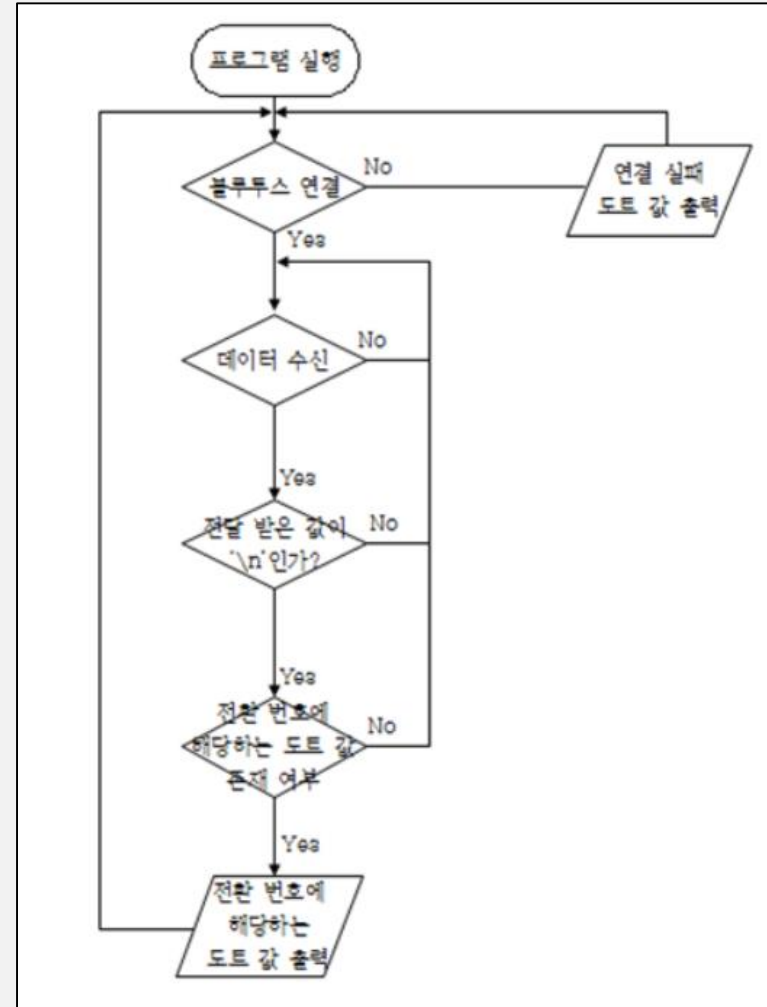 프로그램 실행
블루투스 연결
No
연결 실패
도트 값 출력
Yes
데이터 수신
No
Yes
전달 받은 값이
'\n'인가?
No
Yes
전환 번호에
해당하는 도트 값
존재 여부
No
Yes
전환 번호에
해당하는
도트 값 출력